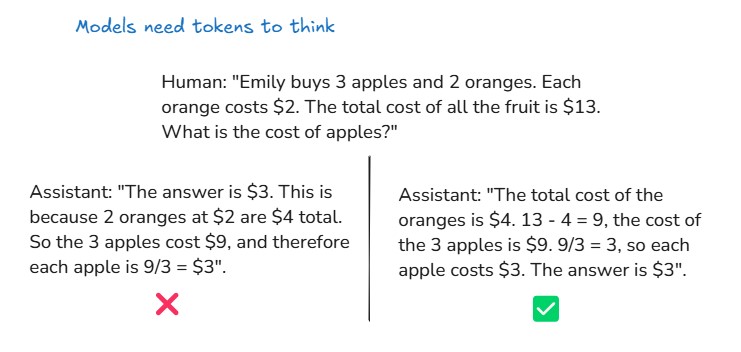 Models need tokens to think
Human: "Emily buys 3 apples and 2 oranges. Each
orange costs $2. The total cost of all the fruit is $13.
What is the cost of apples?"
Assistant: "The answer is $3. This is
because 2 oranges at $2 are $4 total.
So the 3 apples cost $9, and therefore
each apple is 9/3 = $3".
Assistant: "The total cost of the
oranges is $4. 13 - 4 = 9, the cost of
the 3 apples is $9. 9/3 = 3, so each
apple costs $3. The answer is $3".